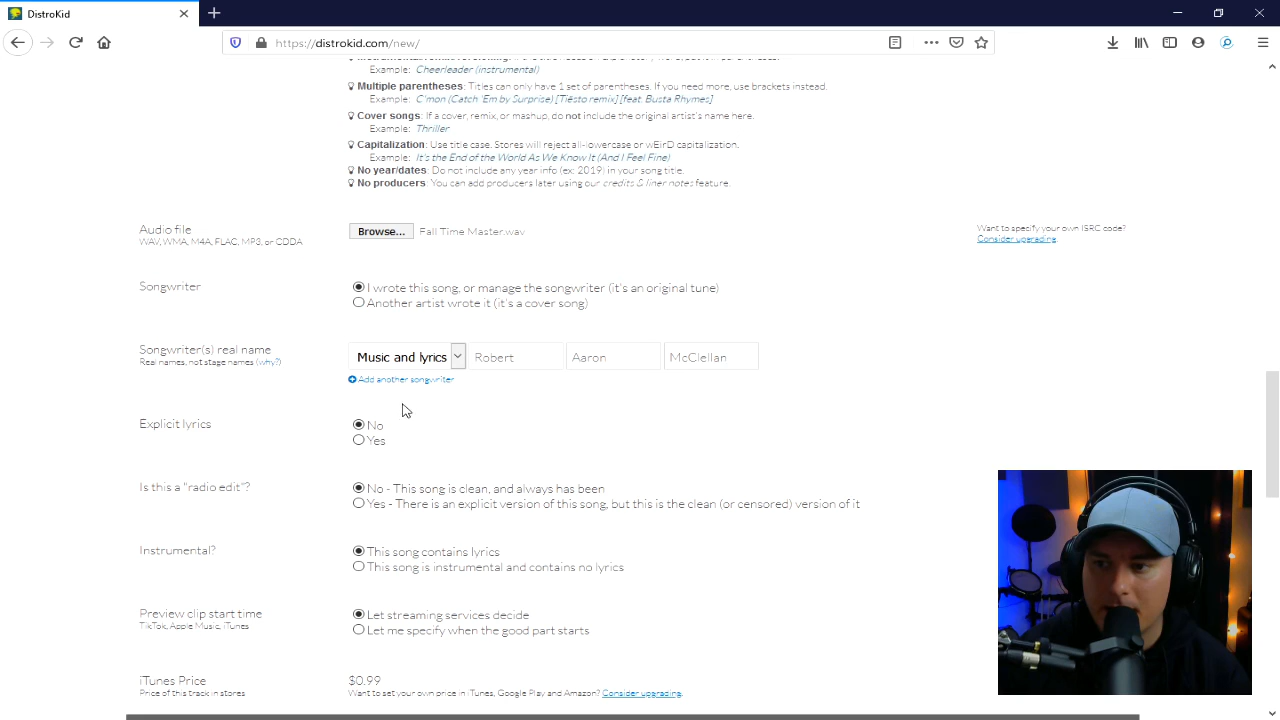 DistroKid
https://distrokid.com/new/
Example: Cheerleader (instrumental)
Multiple parentheses: Titles can only have 1 set of parentheses. If you need more, use brackets instead.
Example: C'mon (Catch 'Em by Surprise) [Tiësto remix] [feat. Busta Rhymes]
Cover songs: If a cover, remix, or mashup, do not include the original artist's name here.
Example: Thriller
Capitalization: Use title case. Stores will reject all-lowercase or wEirD capitalization.
Example: It's the End of the World As We Know It (And I Feel Fine)
No year/dates: Do not include any year info (ex: 2019) in your song title.
No producers: You can add producers later using our credits & liner notes feature.
Audio file
WAV, WMA, M4A, FLAC, MP3, or CDDA
Browse... Fall Time Master.wav
Want to specify your own ISRC code?
Consider upgrading.
Songwriter
I wrote this song, or manage the songwriter (it's an original tune)
Another artist wrote it (it's a cover song)
Songwriter(s) real name
Real names, not stage names (why?)
Music and lyrics Robert Aaron McClellan
Add another songwriter
Explicit lyrics
No
Yes
Is this a "radio edit"?
No - This song is clean, and always has been
Yes - There is an explicit version of this song, but this is the clean (or censored) version of it
Instrumental?
This song contains lyrics
This song is instrumental and contains no lyrics
Preview clip start time
TikTok, Apple Music, iTunes
Let streaming services decide
Let me specify when the good part starts
iTunes Price
Price of this track in stores
$0.99
Want to set your own price in iTunes, Google Play and Amazon? Consider upgrading.